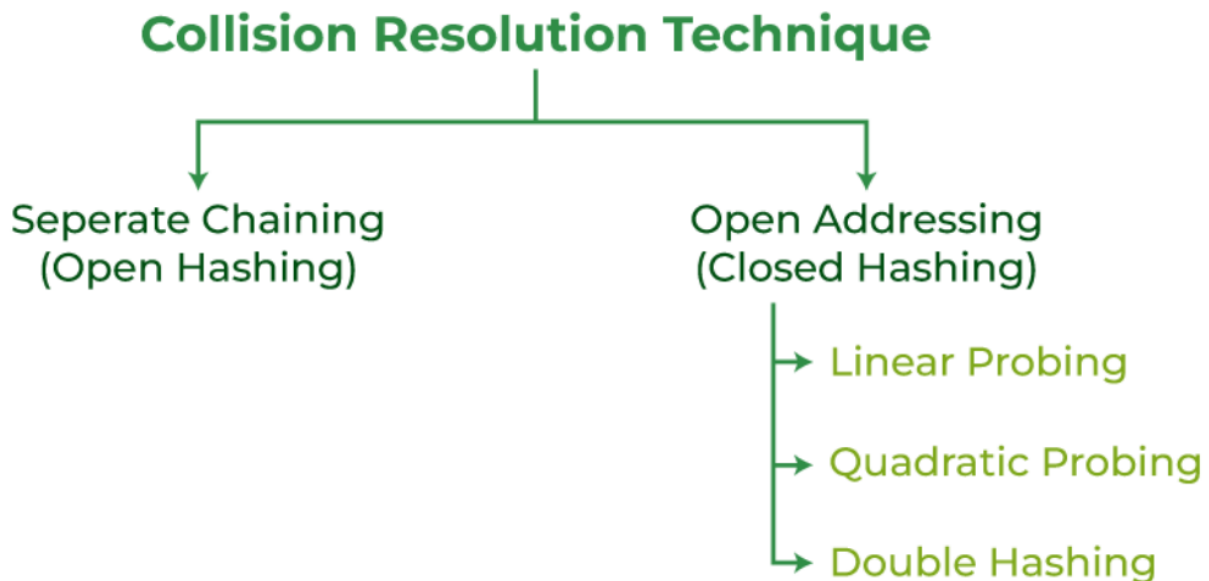 Collision Resolution Technique
Seperate Chaining
(Open Hashing)
Open Addressing
(Closed Hashing)
Linear Probing
Quadratic Probing
Double Hashing